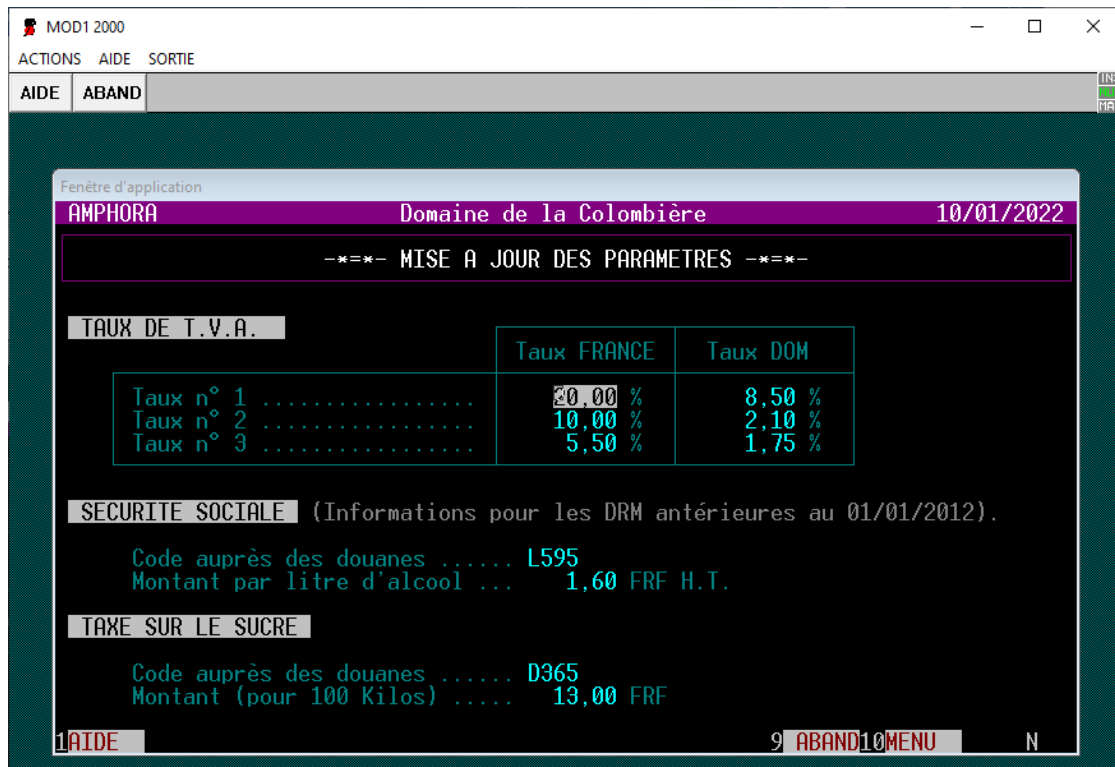 MOD1 2000
ACTIONS AIDE SORTIE
AIDE ABAND
Fenêtre d'application
AMPHORA Domaine de la Colombière 10/01/2022
-*=*- MISE A JOUR DES PARAMETRES -*=*-
TAUX DE T.V.A.
Taux FRANCE Taux DOM
Taux n° 1 ................. 20,00 % 8,50 %
Taux n° 2 ................. 10,00 % 2,10 %
Taux n° 3 ................. 5,50 % 1,75 %
SECURITE SOCIALE (Informations pour les DRM antérieures au 01/01/2012).
Code auprès des douanes ...... L595
Montant par litre d'alcool ... 1,60 FRF H.T.
TAXE SUR LE SUCRE
Code auprès des douanes ...... D365
Montant (pour 100 Kilos) ..... 13,00 FRF
1AIDE 9 ABAND10MENU N